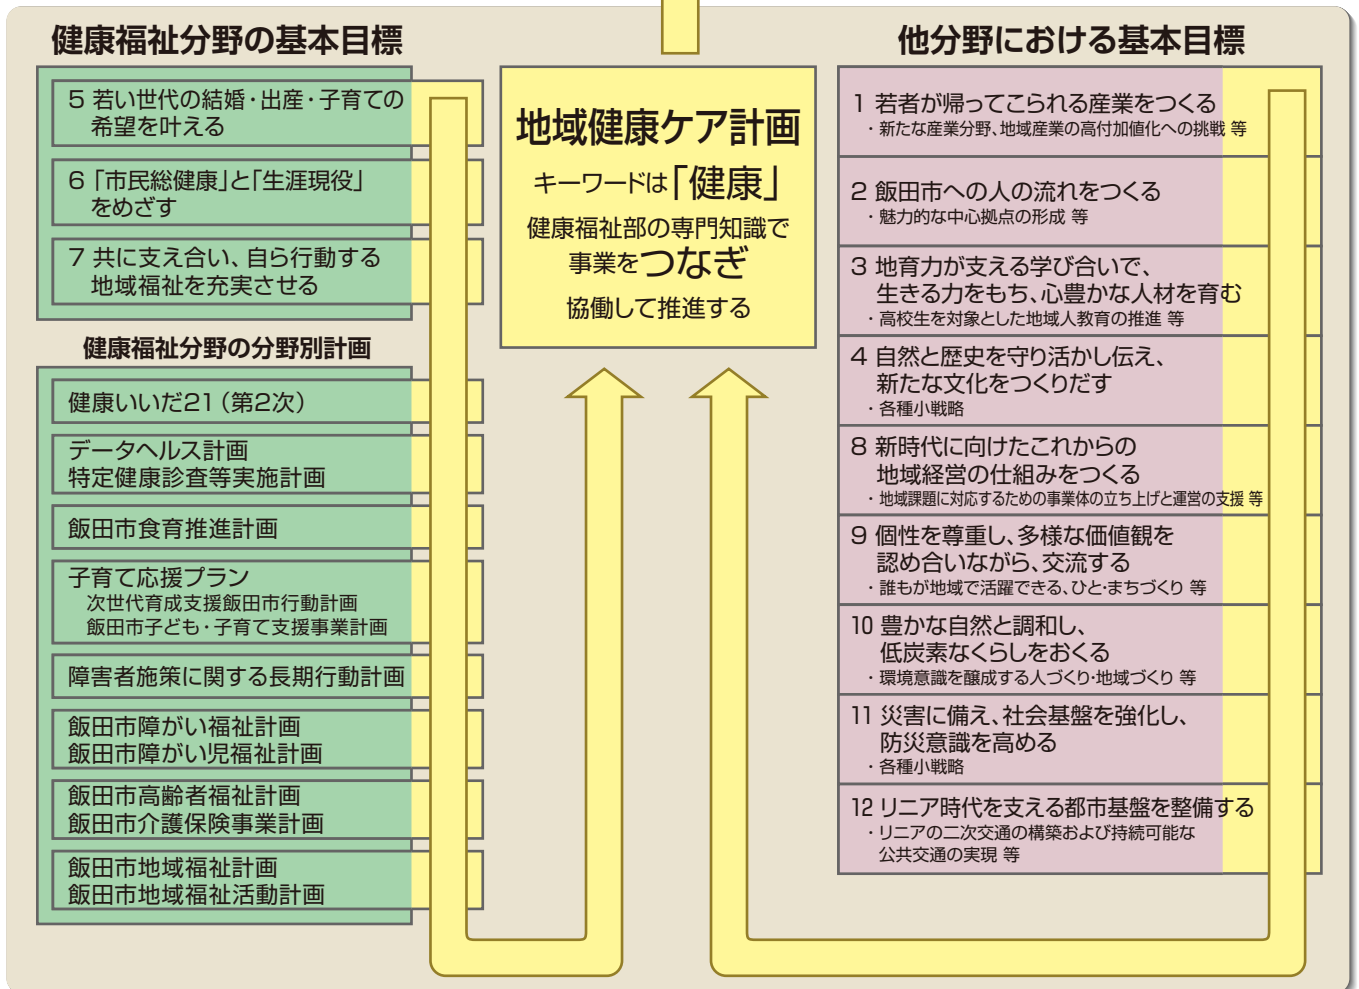 健康福祉分野の基本目標
5 若い世代の結婚・出産・子育ての
希望を叶える
6 「市民総健康」と「生涯現役」
をめざす
7 共に支え合い、自ら行動する
地域福祉を充実させる
健康福祉分野の分野別計画
健康いいだ21（第2次）
データヘルス計画
特定健康診査等実施計画
飯田市食育推進計画
子育て応援プラン
次世代育成支援飯田市行動計画
飯田市子ども・子育て支援事業計画
障害者施策に関する長期行動計画
飯田市障がい福祉計画
飯田市障がい児福祉計画
飯田市高齢者福祉計画
飯田市介護保険事業計画
飯田市地域福祉計画
飯田市地域福祉活動計画
地域健康ケア計画
キーワードは「健康」
健康福祉部の専門知識で
事業をつなぎ
協働して推進する
他分野における基本目標
1 若者が帰ってこられる産業をつくる
・新たな産業分野、地域産業の高付加値化への挑戦 等
2 飯田市への人の流れをつくる
・魅力的な中心拠点の形成 等
3 地育力が支える学び合いで、
生きる力をもち、心豊かな人材を育む
・高校生を対象とした地域人教育の推進 等
4 自然と歴史を守り活かし伝え、
新たな文化をつくりだす
・各種小戦略
8 新時代に向けたこれからの
地域経営の仕組みをつくる
・地域課題に対応するための事業体の立ち上げと運営の支援 等
9 個性を尊重し、多様な価値観を
認め合いながら、交流する
・誰もが地域で活躍できる、ひと・まちづくり 等
10 豊かな自然と調和し、
低炭素なくらしをおくる
・環境意識を醸成する人づくり・地域づくり 等
11 災害に備え、社会基盤を強化し、
防災意識を高める
・各種小戦略
12 リニア時代を支える都市基盤を整備する
・リニアの二次交通の構築および持続可能な
公共交通の実現 等